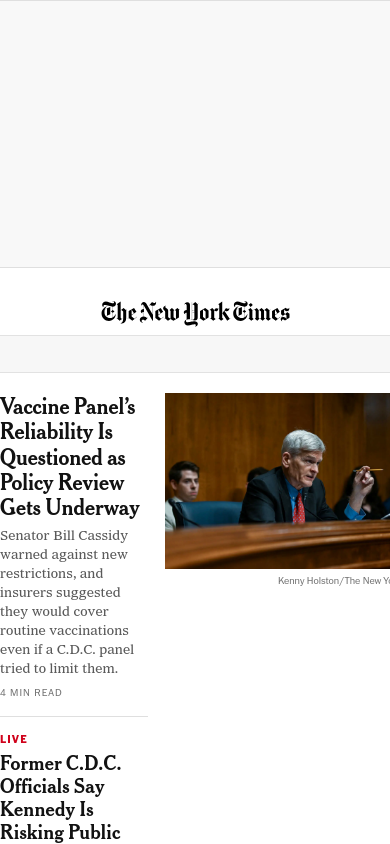 The New York Times
Vaccine Panel’s
Reliability Is
Questioned as
Policy Review
Gets Underway
Senator Bill Cassidy
warned against new
restrictions, and
insurers suggested
they would cover
routine vaccinations
even if a C.D.C. panel
tried to limit them.
4 MIN READ
Kenny Holston/The New Yo
LIVE
Former C.D.C.
Officials Say
Kennedy Is
Risking Public